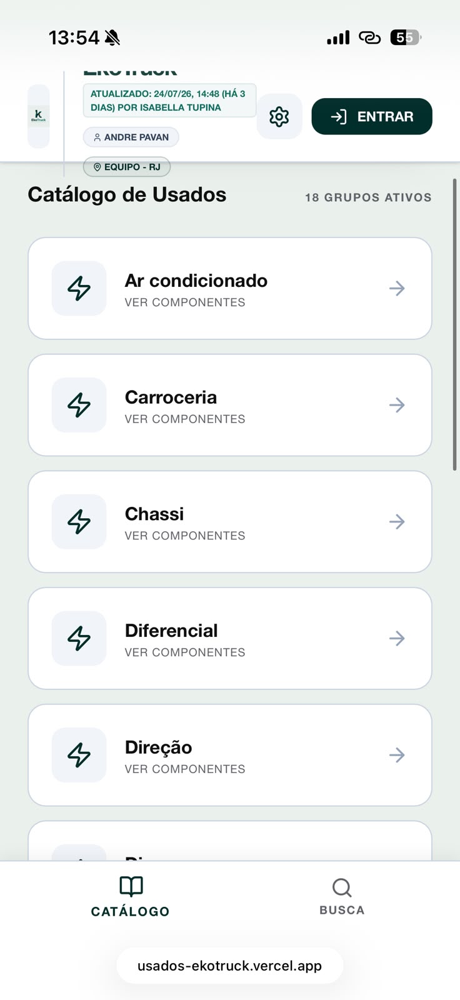 13:54
55
EkoTruck
k
EkoTruck
ATUALIZADO: 24/07/26, 14:48 (HÁ 3
DIAS) POR ISABELLA TUPINA
ANDRE PAVAN
EQUIPO - RJ
ENTRAR
Catálogo de Usados
18 GRUPOS ATIVOS
Ar condicionado
VER COMPONENTES
Carroceria
VER COMPONENTES
Chassi
VER COMPONENTES
Diferencial
VER COMPONENTES
Direção
VER COMPONENTES
CATÁLOGO
BUSCA
usados-ekotruck.vercel.app